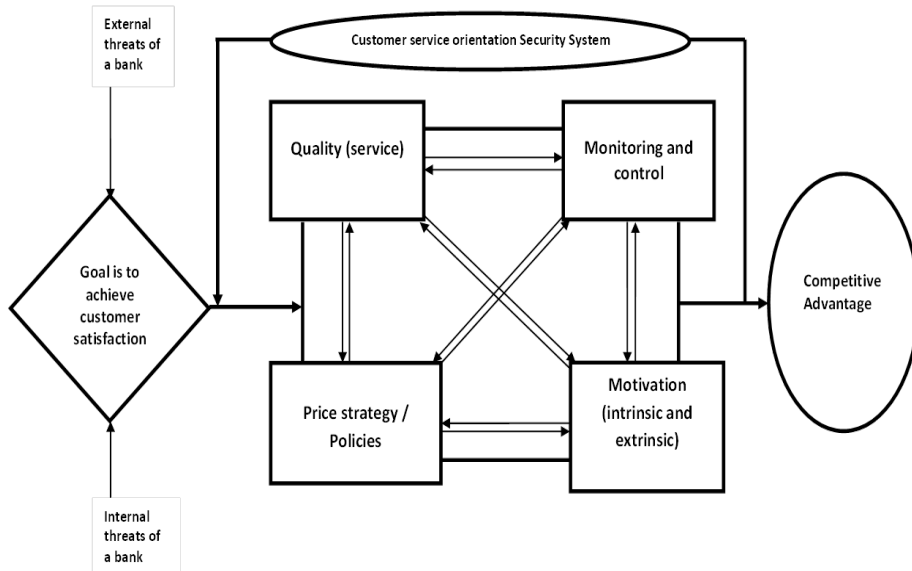 External
threats of
a bank
Customer service orientation Security System
Quality (service)
Monitoring and
control
Goal is to
achieve
customer
satisfaction
Competitive
Advantage
Price strategy /
Policies
Motivation
(intrinsic and
extrinsic)
Internal
threats of
a bank